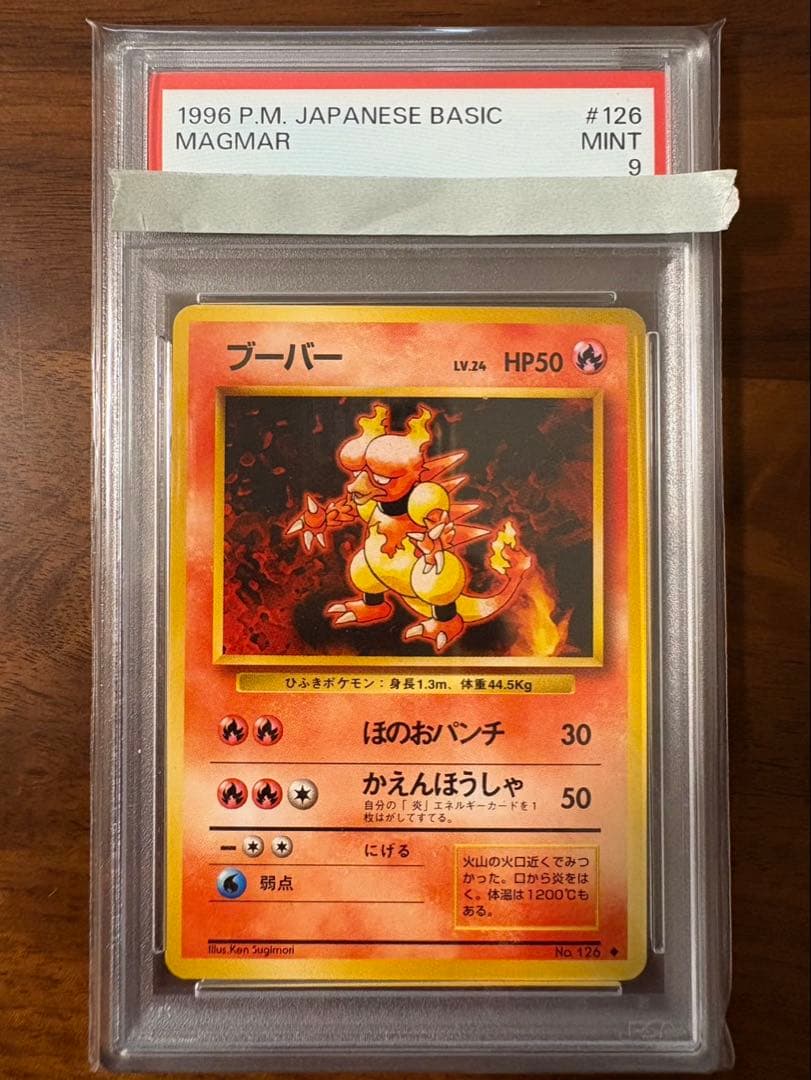 1996 P.M. JAPANESE BASIC #126
MAGMAR MINT
9
ブーバー LV.24 HP50
ひふきポケモン：身長1.3m、体重44.5Kg
ほのおパンチ 30
かえんほうしゃ 50
自分の「炎」エネルギーカードを1
枚はがしてすてる。
にげる
弱点
火山の火口近くでみつ
かった。口から炎をは
く。体温は1200℃も
ある。
Illus.Ken Sugimori No. 126
PSA